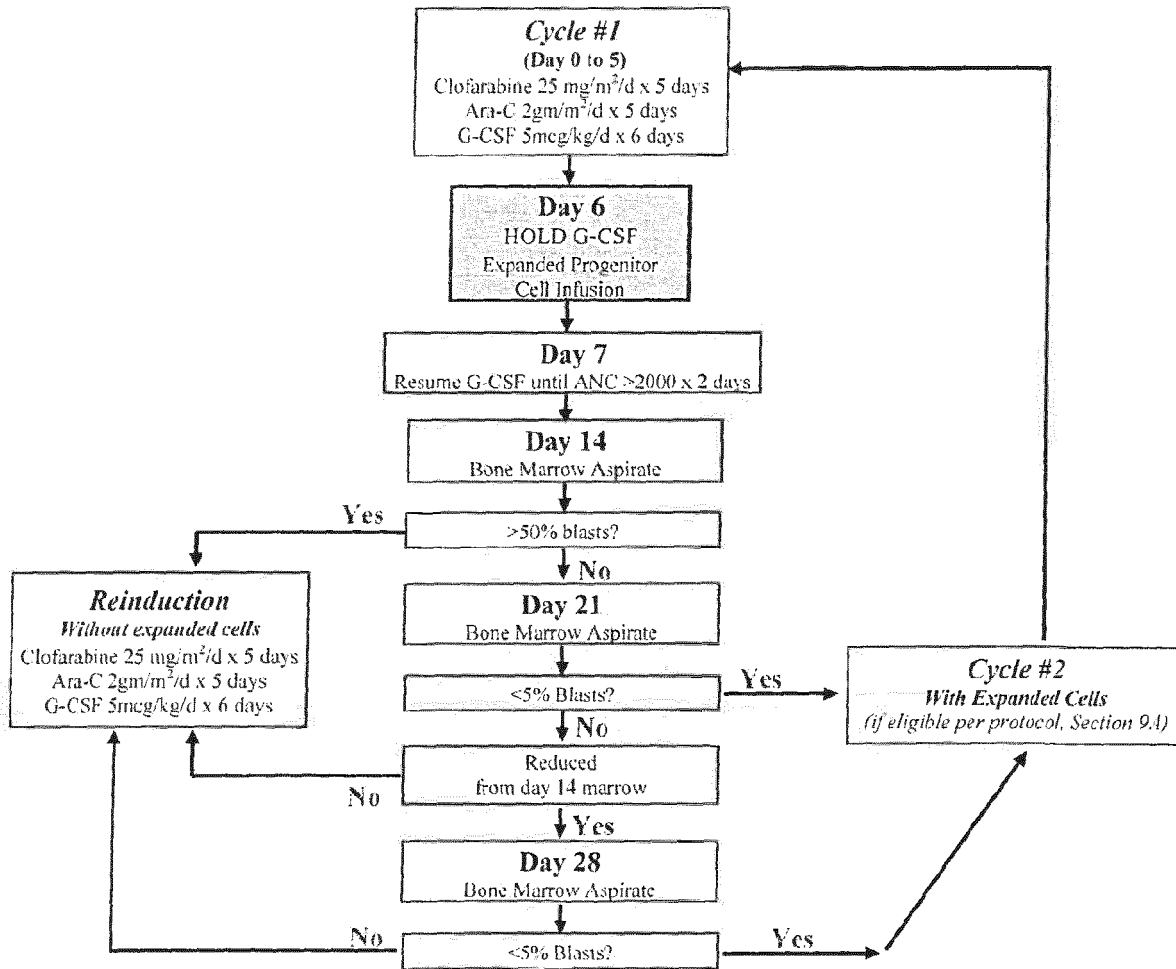 Cycle #1
(Day 0 to 5)
Clofarabine 25 mg/m²/d x 5 days
Ara-C 2gm/m²/d x 5 days
G-CSF 5mcg/kg/d x 6 days
Day 6
HOLD G-CSF
Expanded Progenitor
Cell Infusion
Day 7
Resume G-CSF until ANC >2000 x 2 days
Day 14
Bone Marrow Aspirate
Yes
>50% blasts?
No
Reinduction
Without expanded cells
Clofarabine 25 mg/m²/d x 5 days
Ara-C 2gm/m²/d x 5 days
G-CSF 5mcg/kg/d x 6 days
Day 21
Bone Marrow Aspirate
<5% Blasts?
Yes
No
Cycle #2
With Expanded Cells
(if eligible per protocol, Section 9A)
Reduced
from day 14 marrow
No
Yes
Day 28
Bone Marrow Aspirate
No
<5% Blasts?
Yes